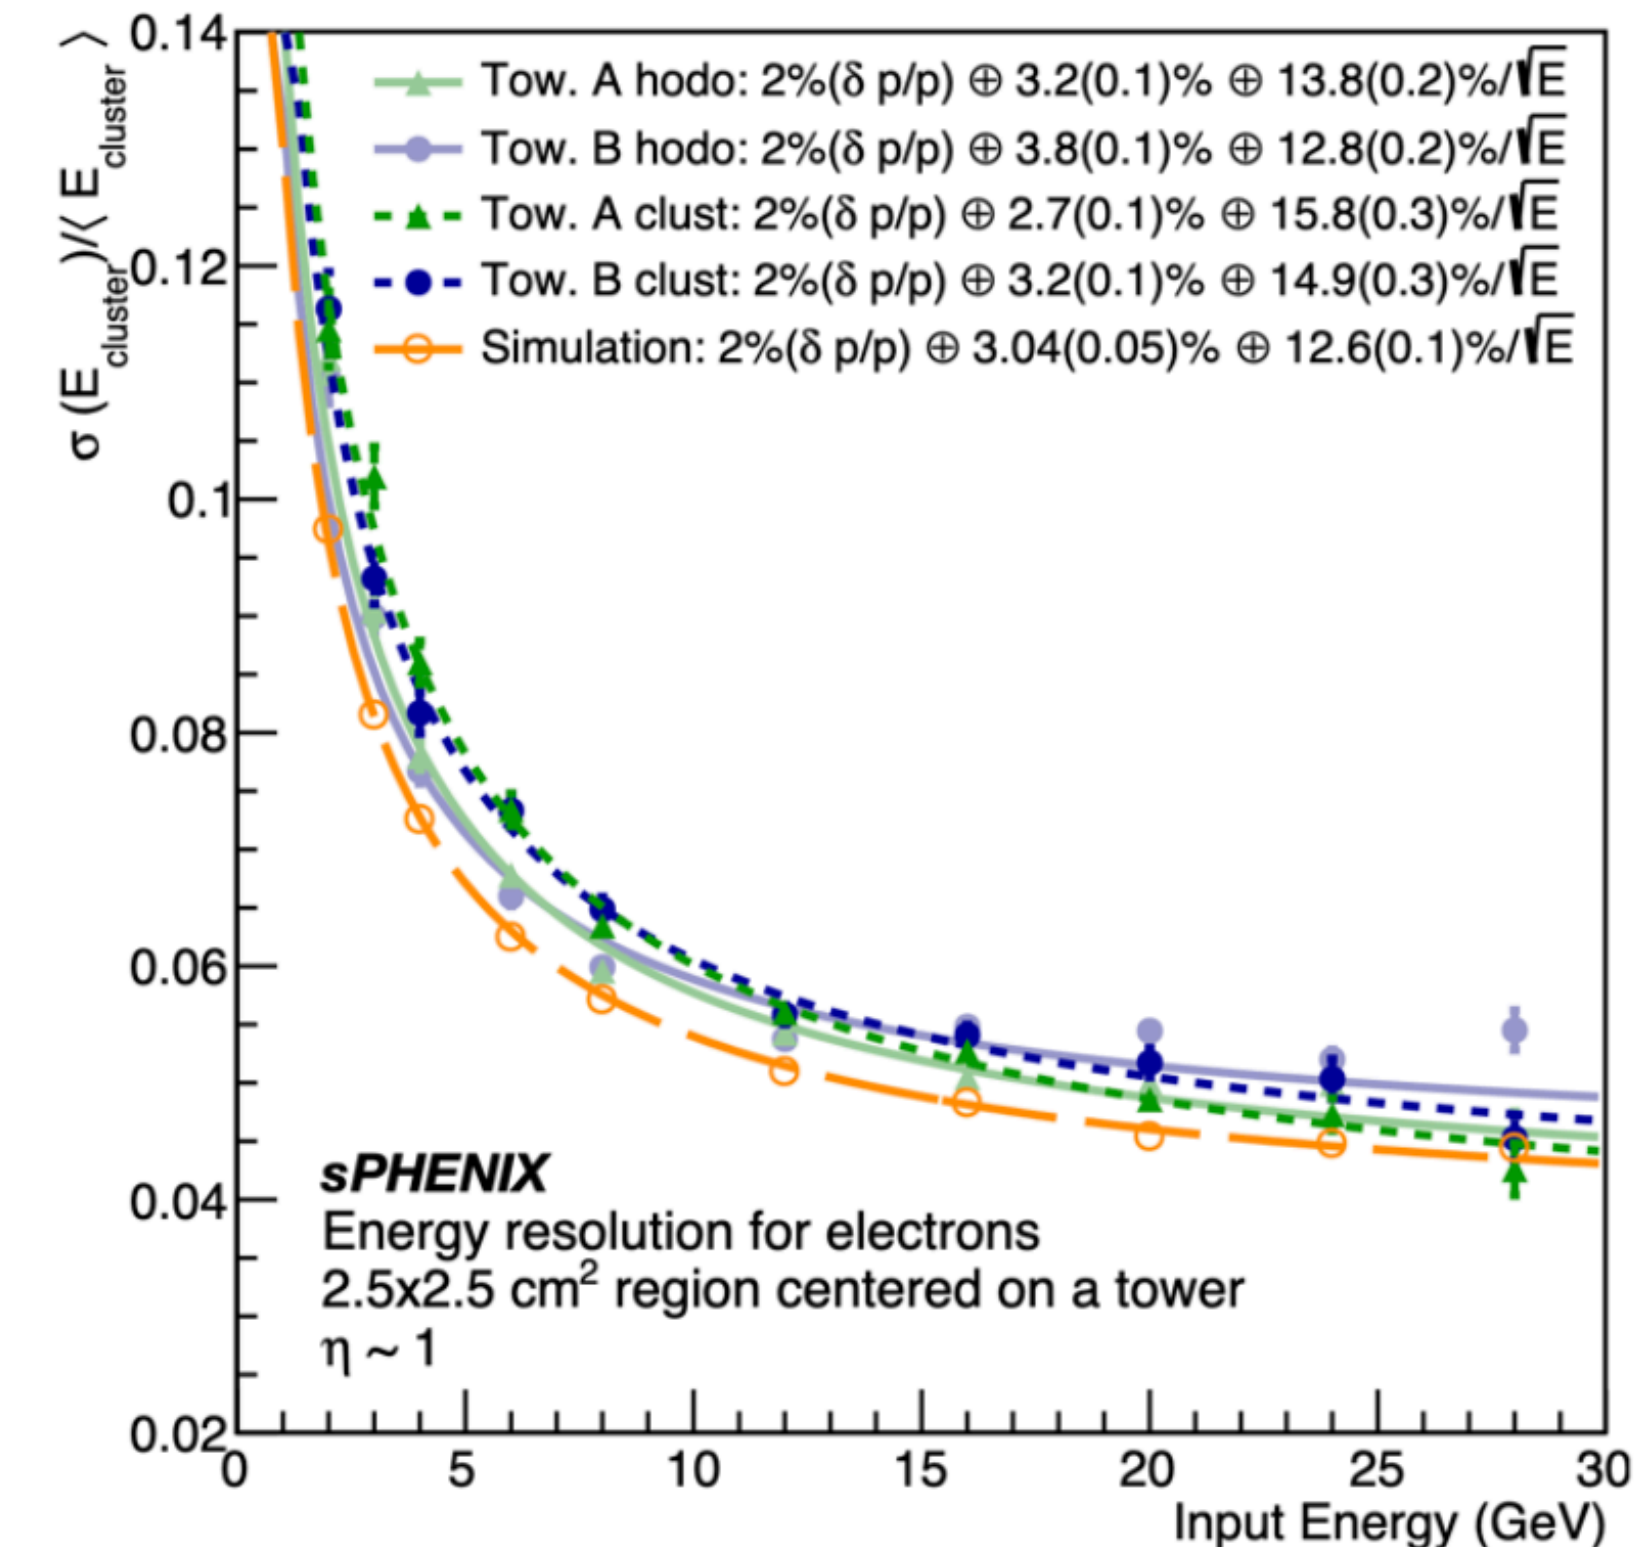 σ (E_cluster)/⟨ E_cluster ⟩
0.14
0.12
0.1
0.08
0.06
0.04
0.02
Tow. A hodo: 2%(δ p/p) ⊕ 3.2(0.1)% ⊕ 13.8(0.2)%/√E
Tow. B hodo: 2%(δ p/p) ⊕ 3.8(0.1)% ⊕ 12.8(0.2)%/√E
Tow. A clust: 2%(δ p/p) ⊕ 2.7(0.1)% ⊕ 15.8(0.3)%/√E
Tow. B clust: 2%(δ p/p) ⊕ 3.2(0.1)% ⊕ 14.9(0.3)%/√E
Simulation: 2%(δ p/p) ⊕ 3.04(0.05)% ⊕ 12.6(0.1)%/√E
sPHENIX
Energy resolution for electrons
2.5x2.5 cm² region centered on a tower
η ~ 1
0 5 10 15 20 25 30
Input Energy (GeV)